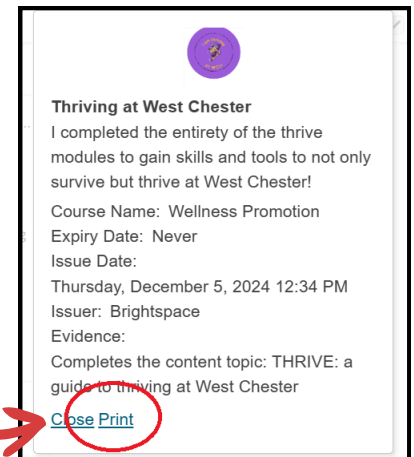 Thriving at West Chester
I completed the entirety of the thrive
modules to gain skills and tools to not only
survive but thrive at West Chester!
Course Name: Wellness Promotion
Expiry Date: Never
Issue Date:
Thursday, December 5, 2024 12:34 PM
Issuer: Brightspace
Evidence:
Completes the content topic: THRIVE: a
guide to thriving at West Chester
Close Print